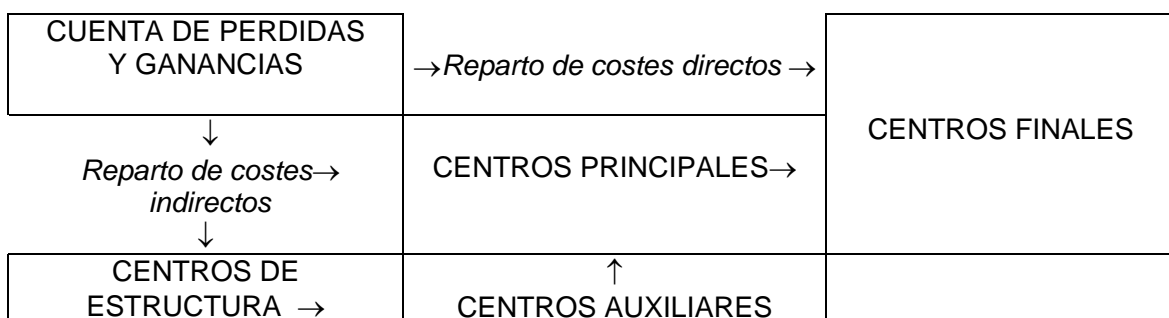 CUENTA DE PERDIDAS
Y GANANCIAS
→Reparto de costes directos →
CENTROS FINALES
↓
Reparto de costes→
indirectos
↓
CENTROS PRINCIPALES→
CENTROS DE
ESTRUCTURA →
↑
CENTROS AUXILIARES